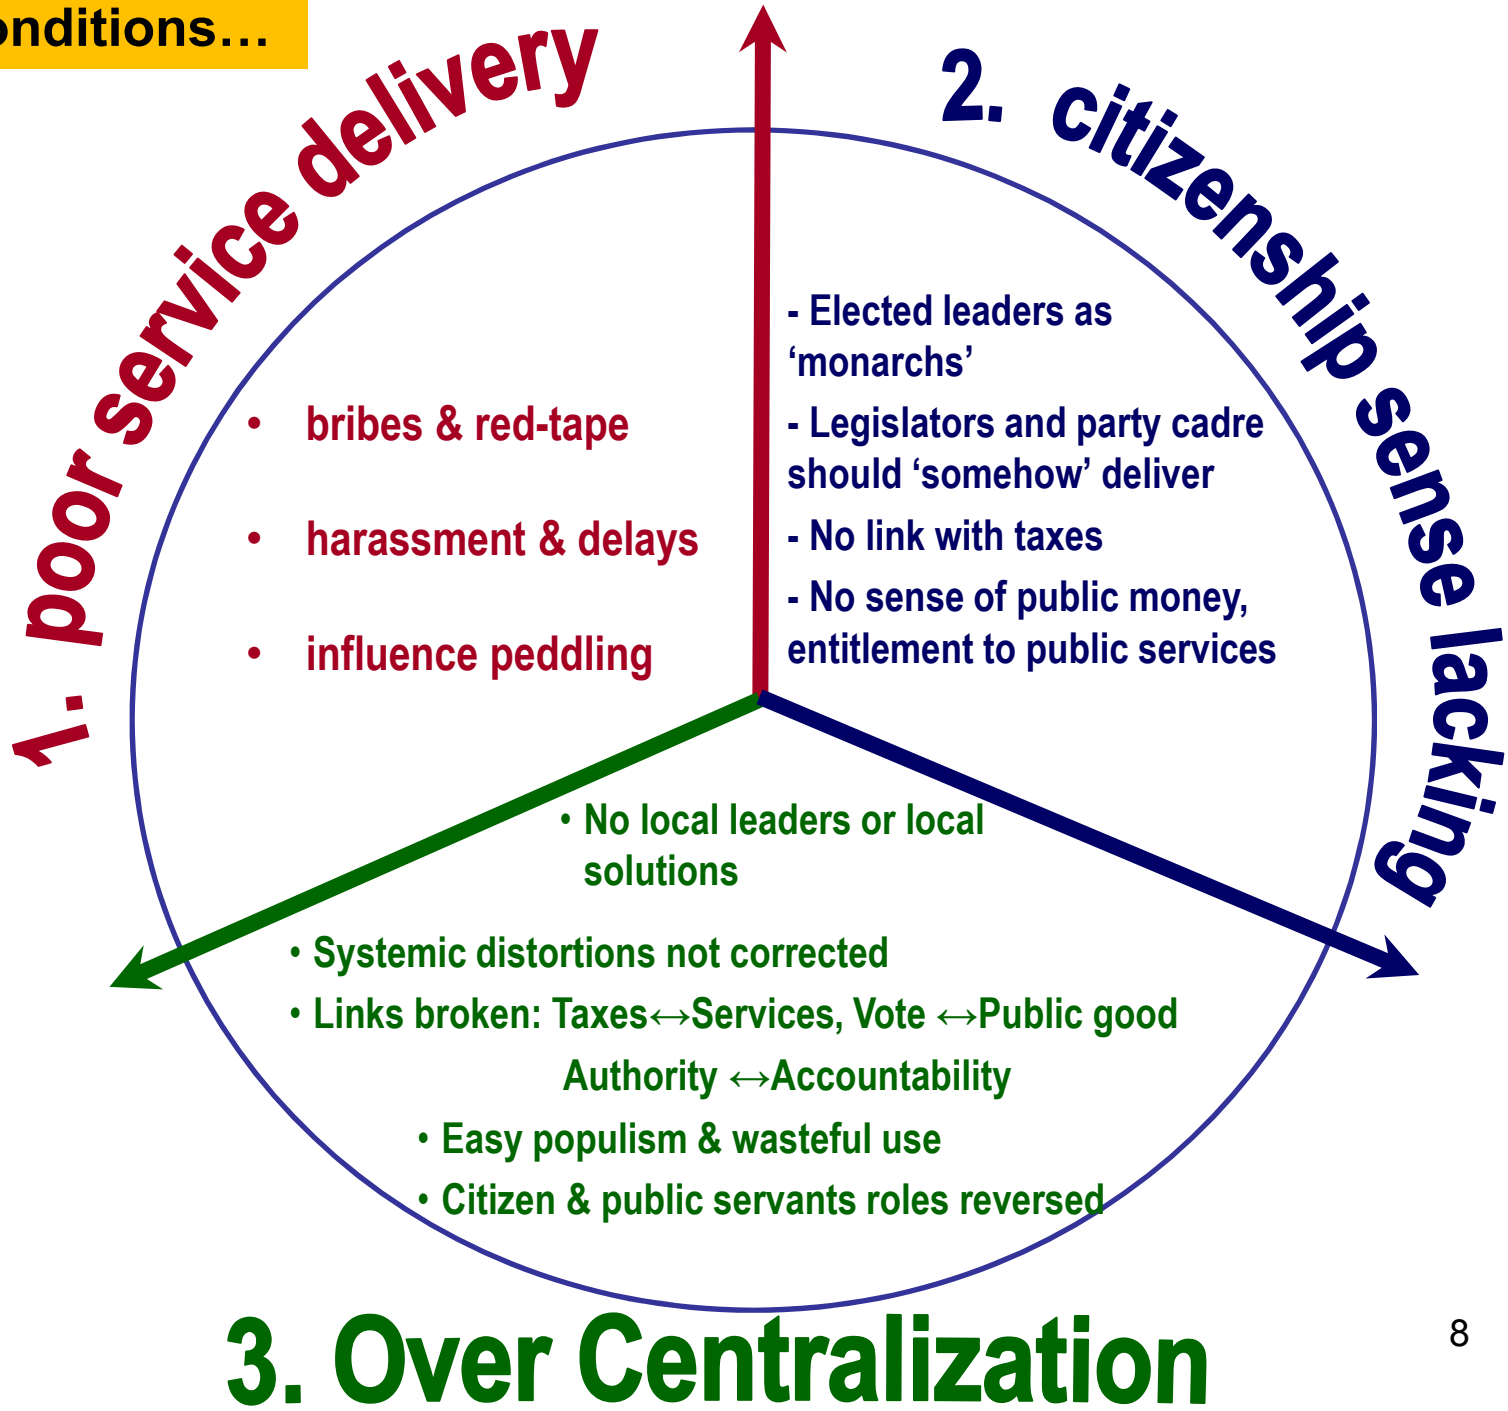 onditions…
1. poor service delivery
• bribes & red-tape
• harassment & delays
• influence peddling
2. citizenship sense lacking
- Elected leaders as
‘monarchs’
- Legislators and party cadre
should ‘somehow’ deliver
- No link with taxes
- No sense of public money,
entitlement to public services
• No local leaders or local
solutions
• Systemic distortions not corrected
• Links broken: Taxes↔Services, Vote ↔Public good
Authority ↔Accountability
• Easy populism & wasteful use
• Citizen & public servants roles reversed
3. Over Centralization
8